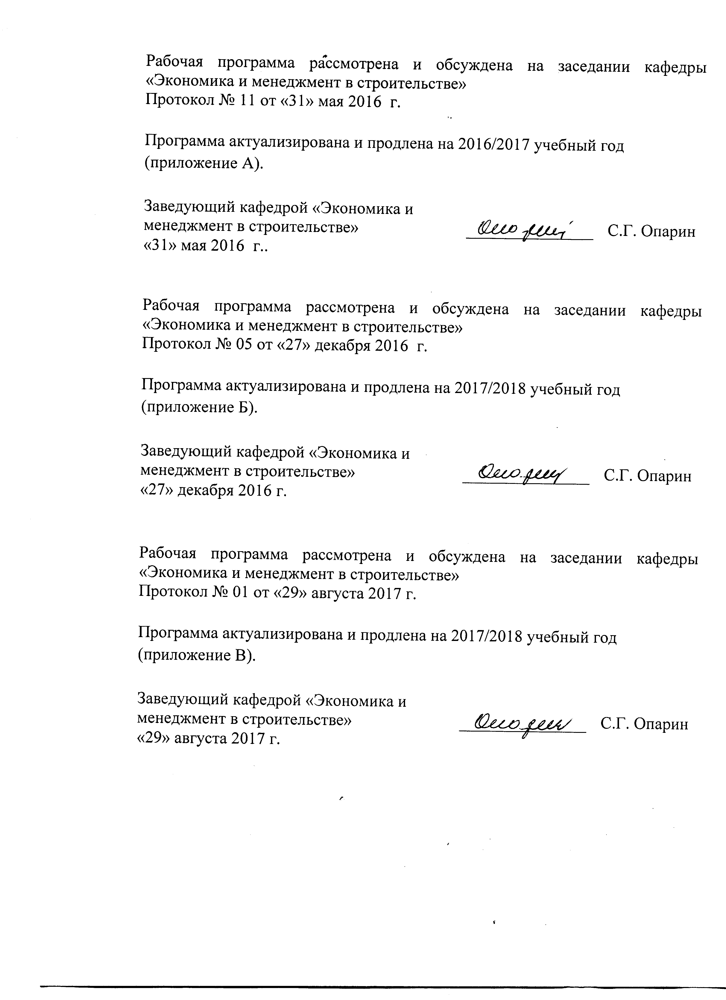 Рабочая программа рассмотрена и обсуждена на заседании кафедры
«Экономика и менеджмент в строительстве»
Протокол № 11 от «31» мая 2016 г.
Программа актуализирована и продлена на 2016/2017 учебный год
(приложение А).
Заведующий кафедрой «Экономика и
менеджмент в строительстве» С.Г. Опарин
«31» мая 2016 г..
Рабочая программа рассмотрена и обсуждена на заседании кафедры
«Экономика и менеджмент в строительстве»
Протокол № 05 от «27» декабря 2016 г.
Программа актуализирована и продлена на 2017/2018 учебный год
(приложение Б).
Заведующий кафедрой «Экономика и
менеджмент в строительстве» С.Г. Опарин
«27» декабря 2016 г.
Рабочая программа рассмотрена и обсуждена на заседании кафедры
«Экономика и менеджмент в строительстве»
Протокол № 01 от «29» августа 2017 г.
Программа актуализирована и продлена на 2017/2018 учебный год
(приложение В).
Заведующий кафедрой «Экономика и
менеджмент в строительстве» С.Г. Опарин
«29» августа 2017 г.